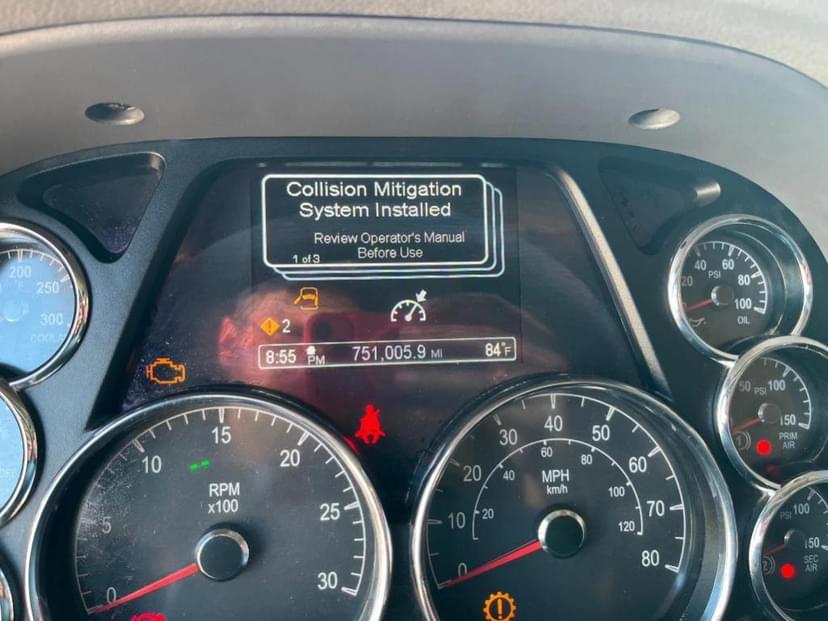 Collision Mitigation
System Installed
Review Operator's Manual
Before Use
1 of 3
2
8:55 PM 751,005.9 MI 84°F
200
°F
250
300
20 40 60 80 100
PSI
OIL
50 100 150
PSI
1
PRIM
AIR
PSI 100
150
2
SEC
AIR
0 5 10 15 20 25 30
RPM
x100
0 10 20 30 40 50 60 70 80
MPH
km/h
20 40 60 80 100 120